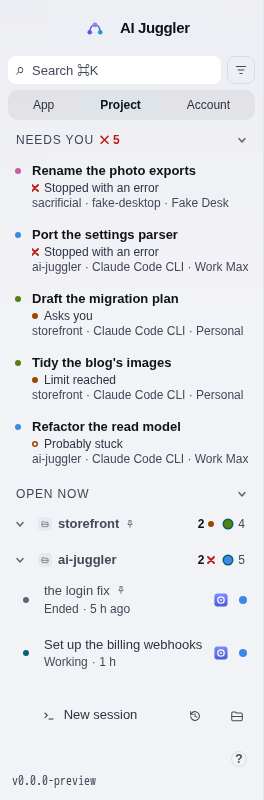 AI Juggler
Search ⌘K
App Project Account
NEEDS YOU 5
Rename the photo exports
Stopped with an error
sacrificial · fake-desktop · Fake Desk
Port the settings parser
Stopped with an error
ai-juggler · Claude Code CLI · Work Max
Draft the migration plan
Asks you
storefront · Claude Code CLI · Personal
Tidy the blog's images
Limit reached
storefront · Claude Code CLI · Personal
Refactor the read model
Probably stuck
ai-juggler · Claude Code CLI · Work Max
OPEN NOW
storefront 2 4
ai-juggler 2 5
the login fix
Ended · 5 h ago
Set up the billing webhooks
Working · 1 h
New session
?
v0.0.0-preview